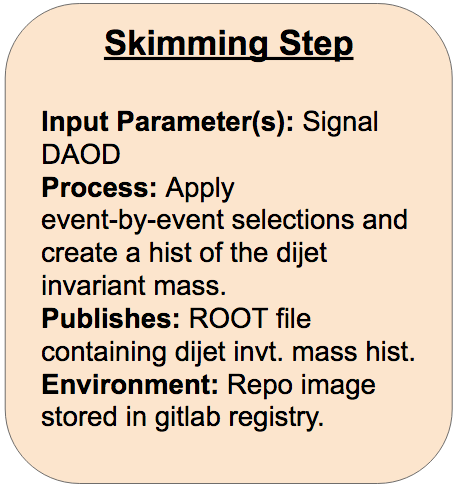 Skimming Step
Input Parameter(s): Signal
DAOD
Process: Apply
event-by-event selections and
create a hist of the dijet
invariant mass.
Publishes: ROOT file
containing dijet invt. mass hist.
Environment: Repo image
stored in gitlab registry.